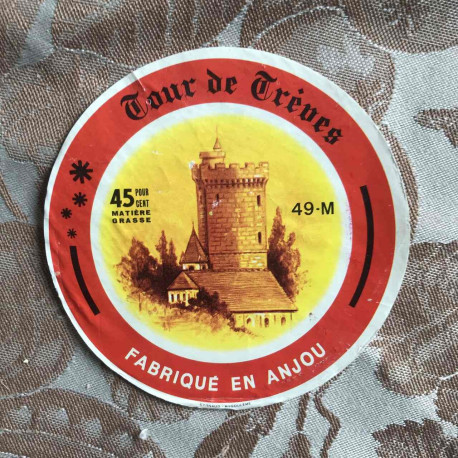 Tour de Trèves
45 POUR
CENT
MATIÈRE
GRASSE
49-M
FABRIQUÉ EN ANJOU